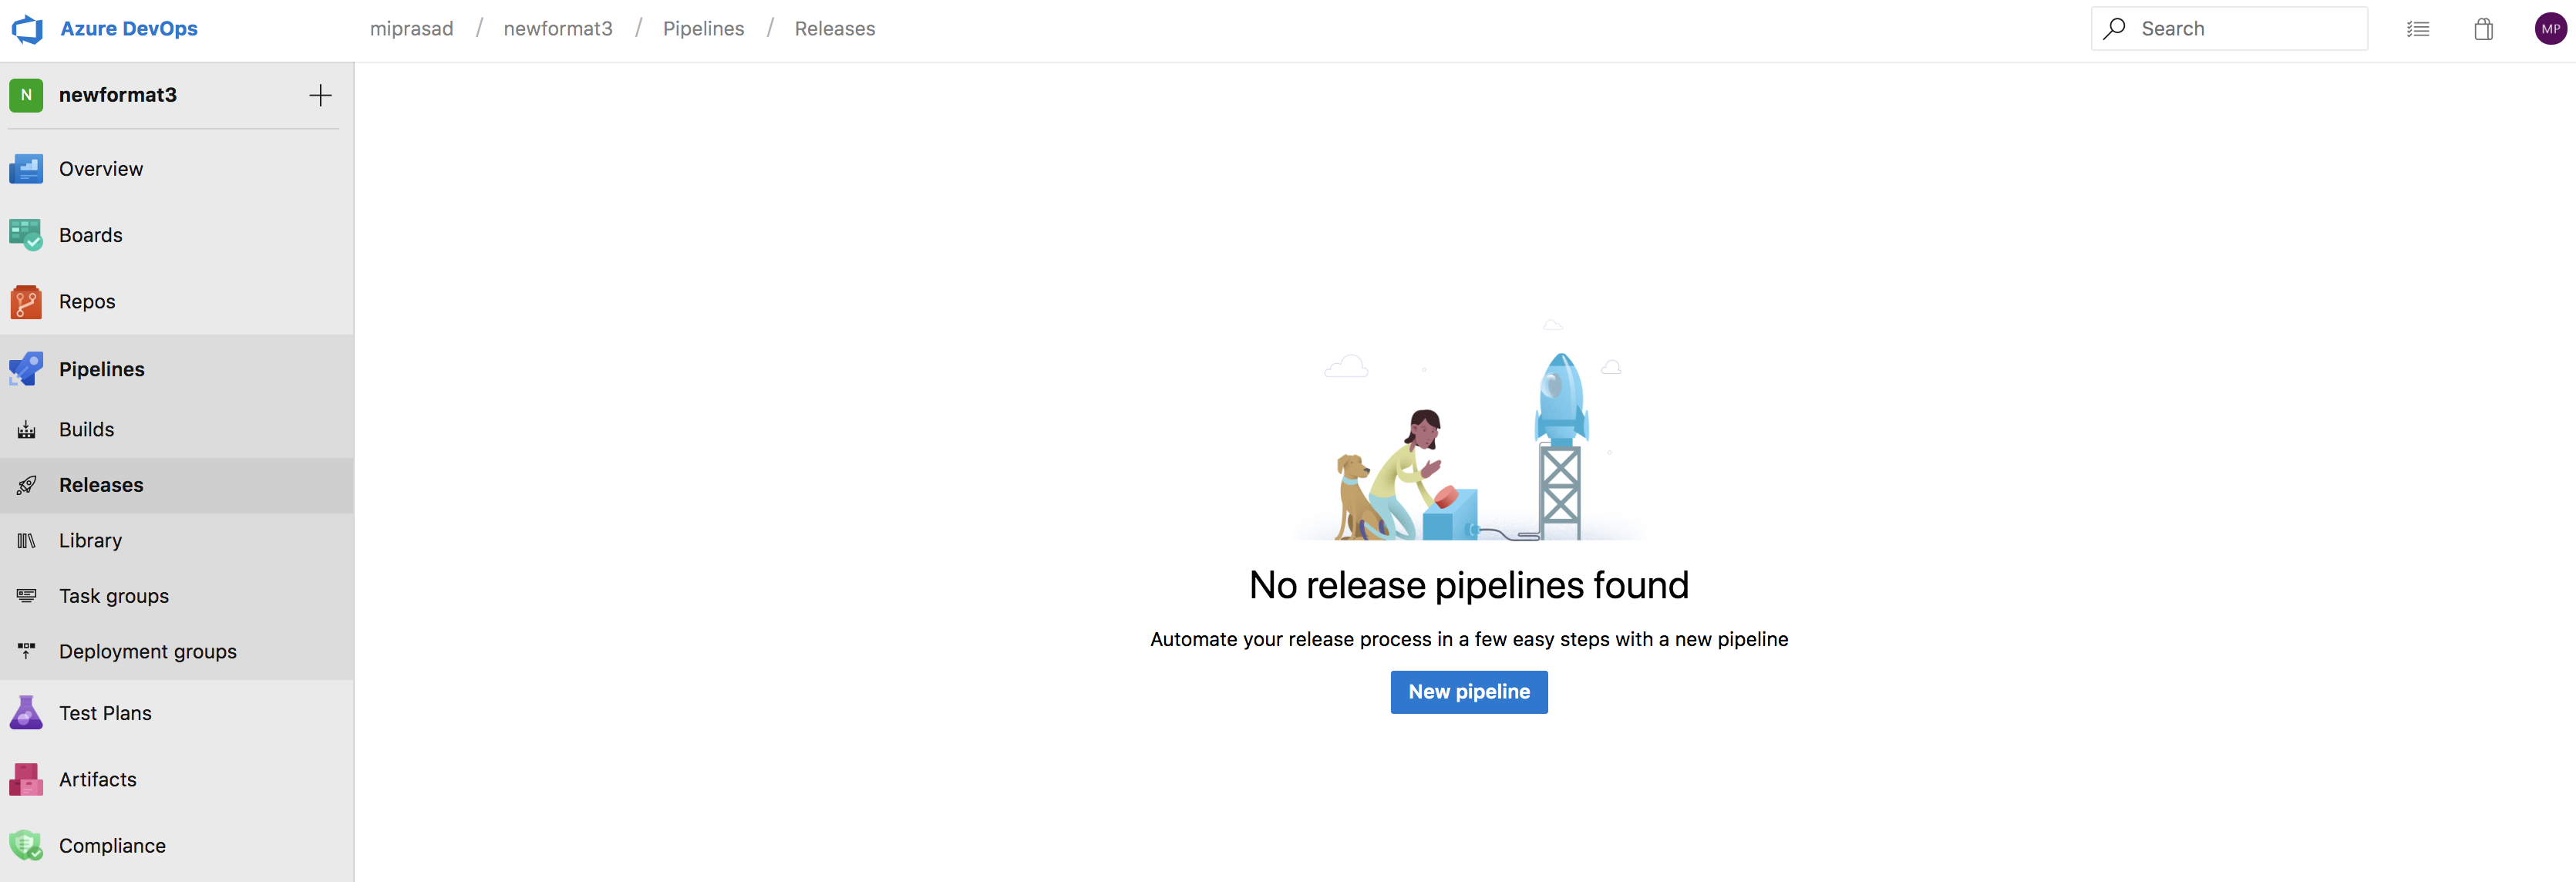 Azure DevOps
miprasad / newformat3 / Pipelines / Releases
Search
MP
N newformat3
Overview
Boards
Repos
Pipelines
Builds
Releases
Library
Task groups
Deployment groups
Test Plans
Artifacts
Compliance
No release pipelines found
Automate your release process in a few easy steps with a new pipeline
New pipeline